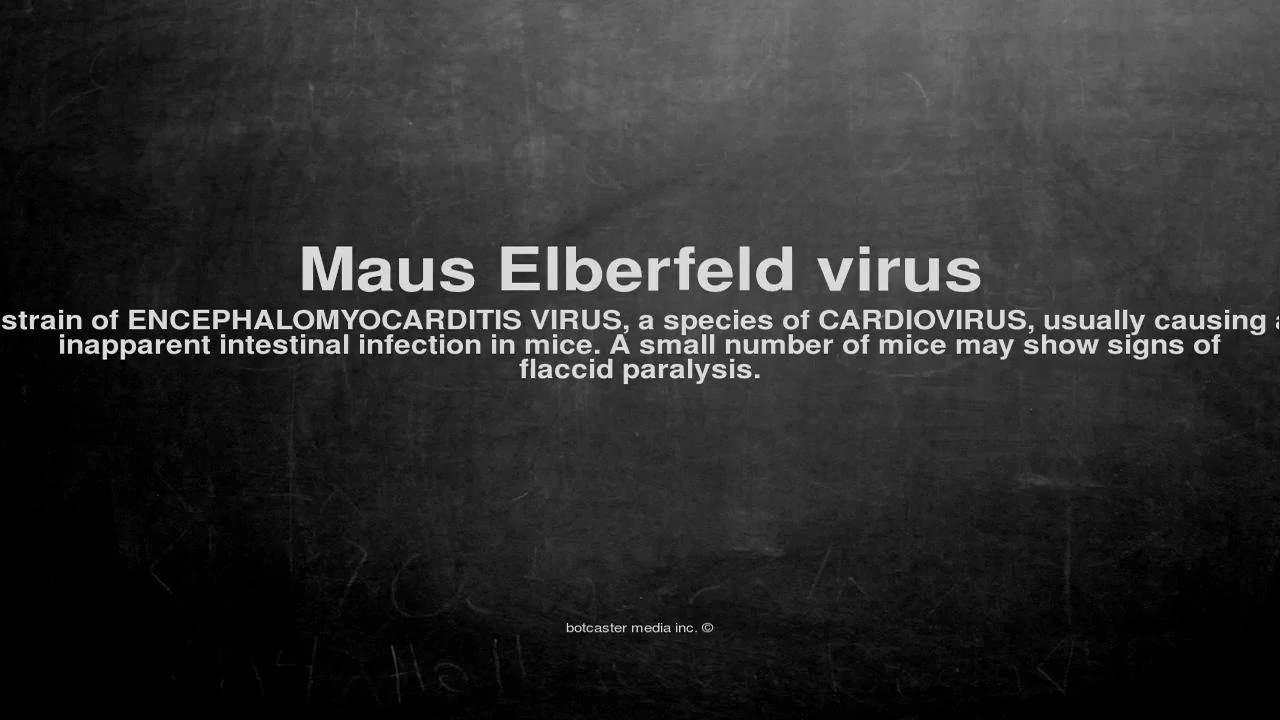 Maus Elberfeld virus
strain of ENCEPHALOMYOCARDITIS VIRUS, a species of CARDIOVIRUS, usually causing a
inapparent intestinal infection in mice. A small number of mice may show signs of
flaccid paralysis.
botcaster media inc. ©